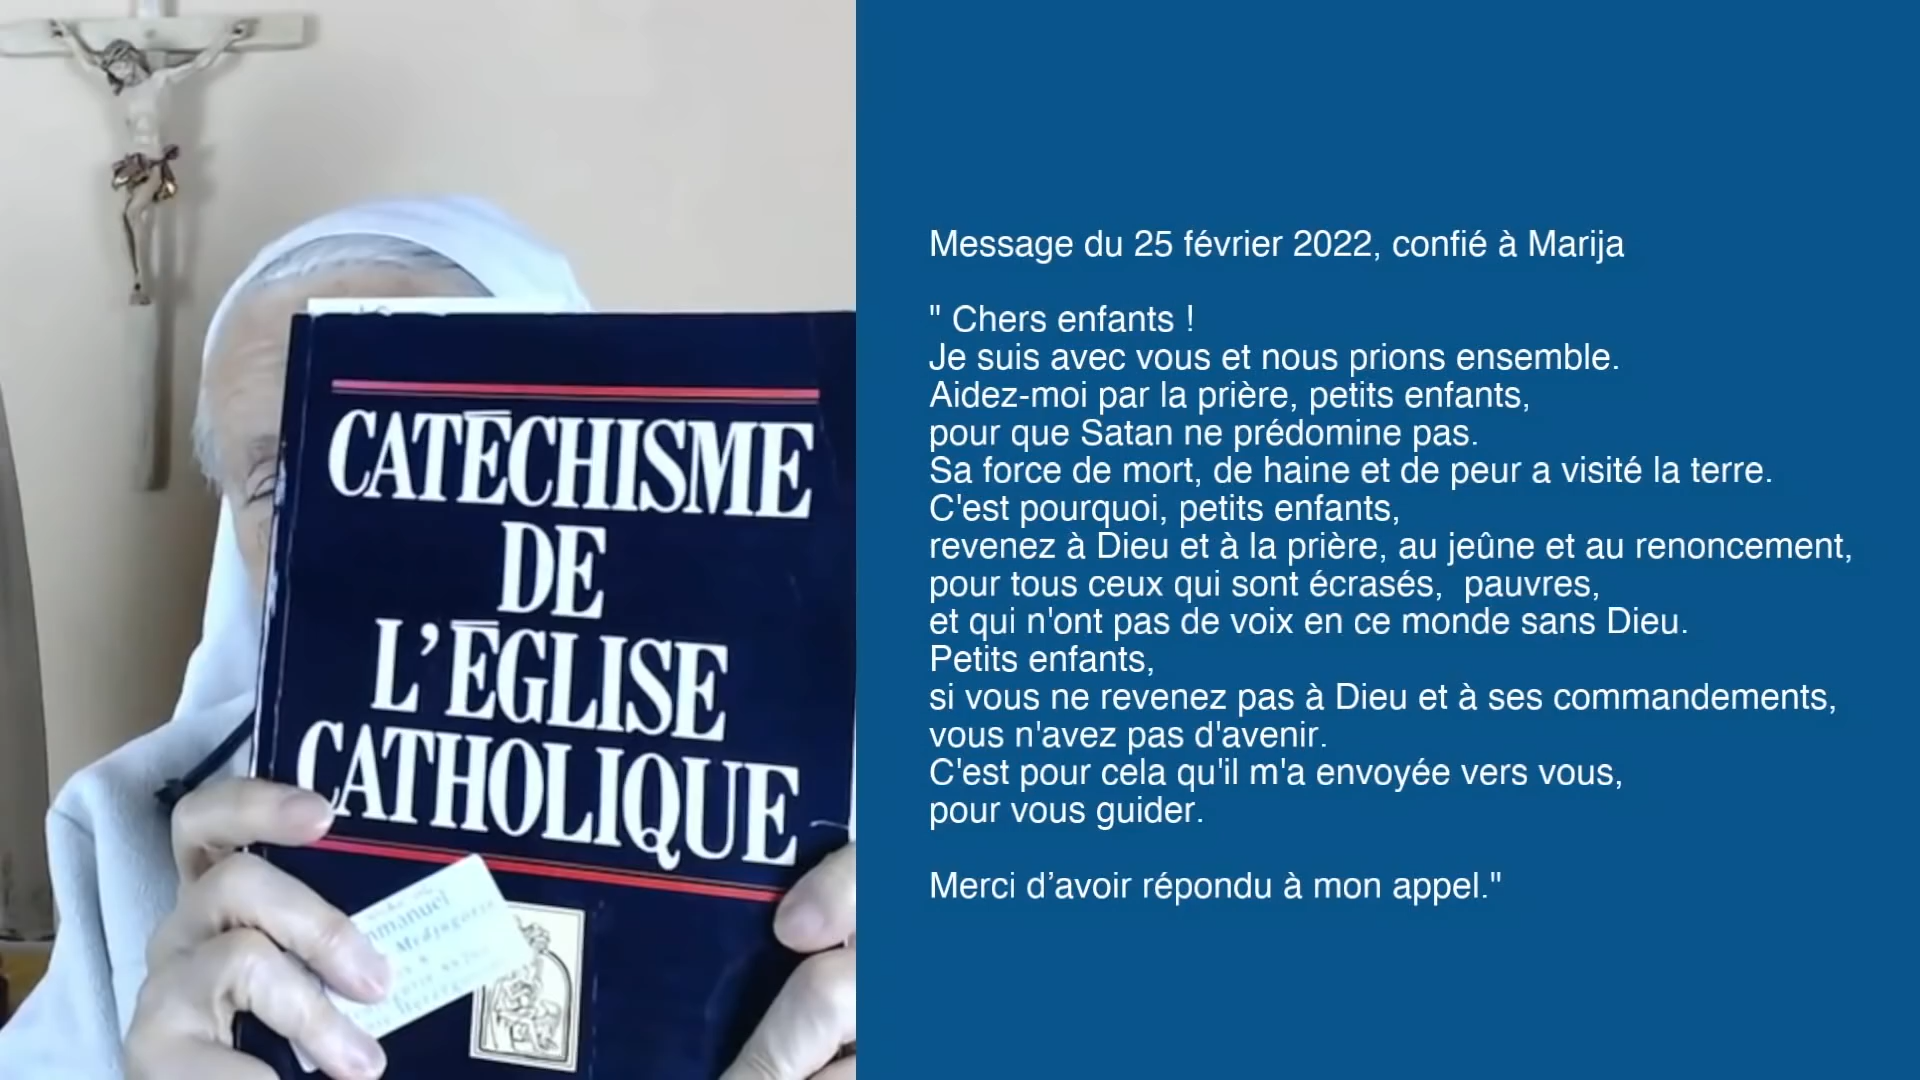 CATÉCHISME
DE
L'ÉGLISE
CATHOLIQUE
Message du 25 février 2022, confié à Marija
" Chers enfants !
Je suis avec vous et nous prions ensemble.
Aidez-moi par la prière, petits enfants,
pour que Satan ne prédomine pas.
Sa force de mort, de haine et de peur a visité la terre.
C'est pourquoi, petits enfants,
revenez à Dieu et à la prière, au jeûne et au renoncement,
pour tous ceux qui sont écrasés,  pauvres,
et qui n'ont pas de voix en ce monde sans Dieu.
Petits enfants,
si vous ne revenez pas à Dieu et à ses commandements,
vous n'avez pas d'avenir.
C'est pour cela qu'il m'a envoyée vers vous,
pour vous guider.
Merci d’avoir répondu à mon appel."